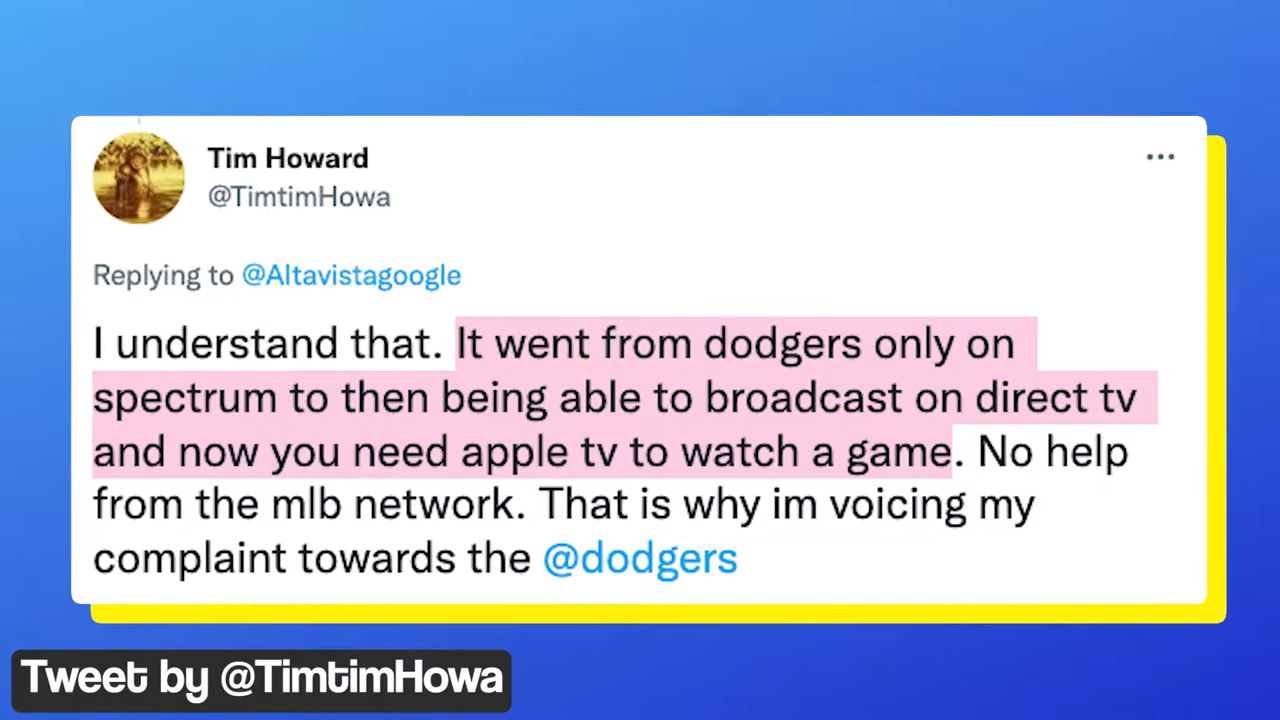 Tim Howard
@TimtimHowa
Replying to @Altavistagoogle
I understand that. It went from dodgers only on
spectrum to then being able to broadcast on direct tv
and now you need apple tv to watch a game. No help
from the mlb network. That is why im voicing my
complaint towards the @dodgers
Tweet by @TimtimHowa